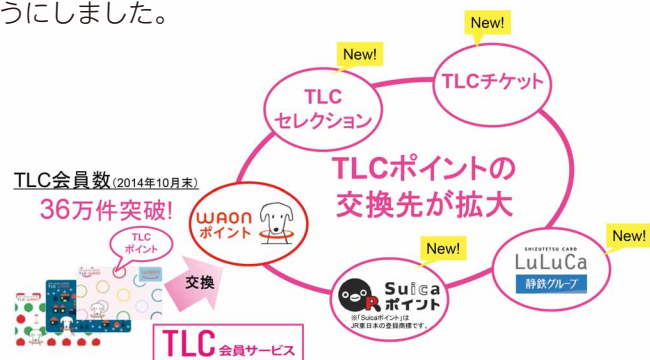 うにしました。
New!
New!
TLC
セレクション
TLCチケット
TLCポイントの
交換先が拡大
TLC会員数(2014年10月末)
36万件突破!
TLC
ポイント
WAON
ポイント
交換
New!
Suica
ポイント
※「Suicaポイント」は
JR東日本の登録商標です。
New!
SHIZUTETSU CARD
LuLuCa
静鉄グループ
TLC会員サービス